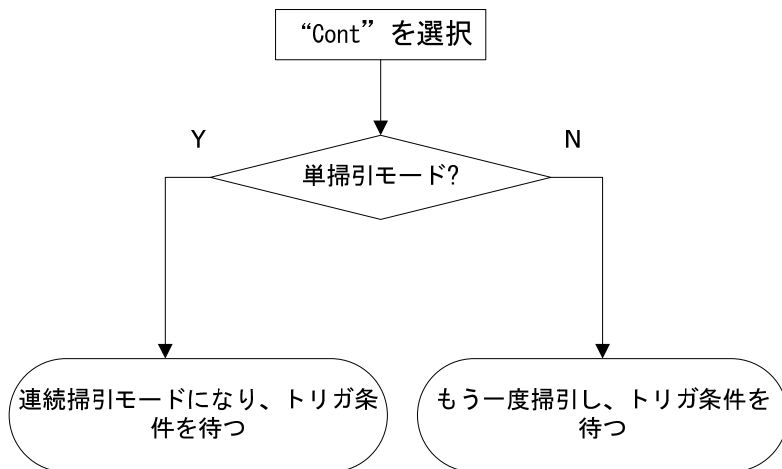 “Cont”を選択
Y
N
単掃引モード?
連続掃引モードになり、トリガ条
件を待つ
もう一度掃引し、トリガ条件を
待つ